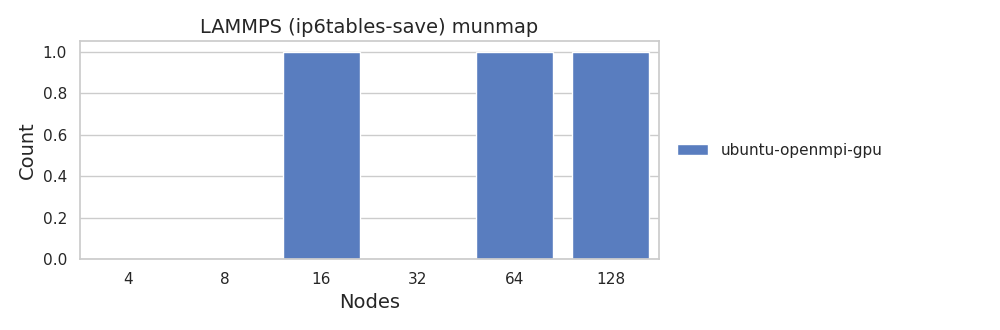 LAMMPS (ip6tables-save) munmap
1.0
0.8
0.6
0.4
0.2
0.0
Count
4 8 16 32 64 128
Nodes
ubuntu-openmpi-gpu